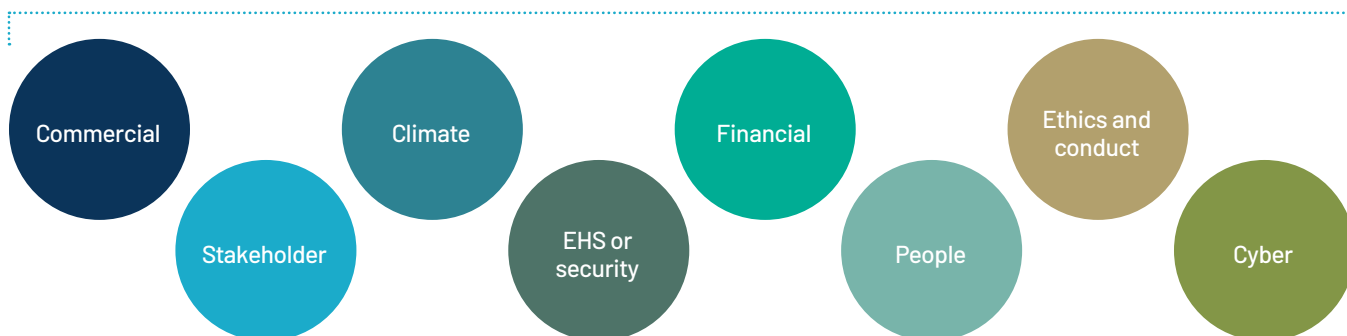 Commercial
Stakeholder
Climate
EHS or
security
Financial
People
Ethics and
conduct
Cyber